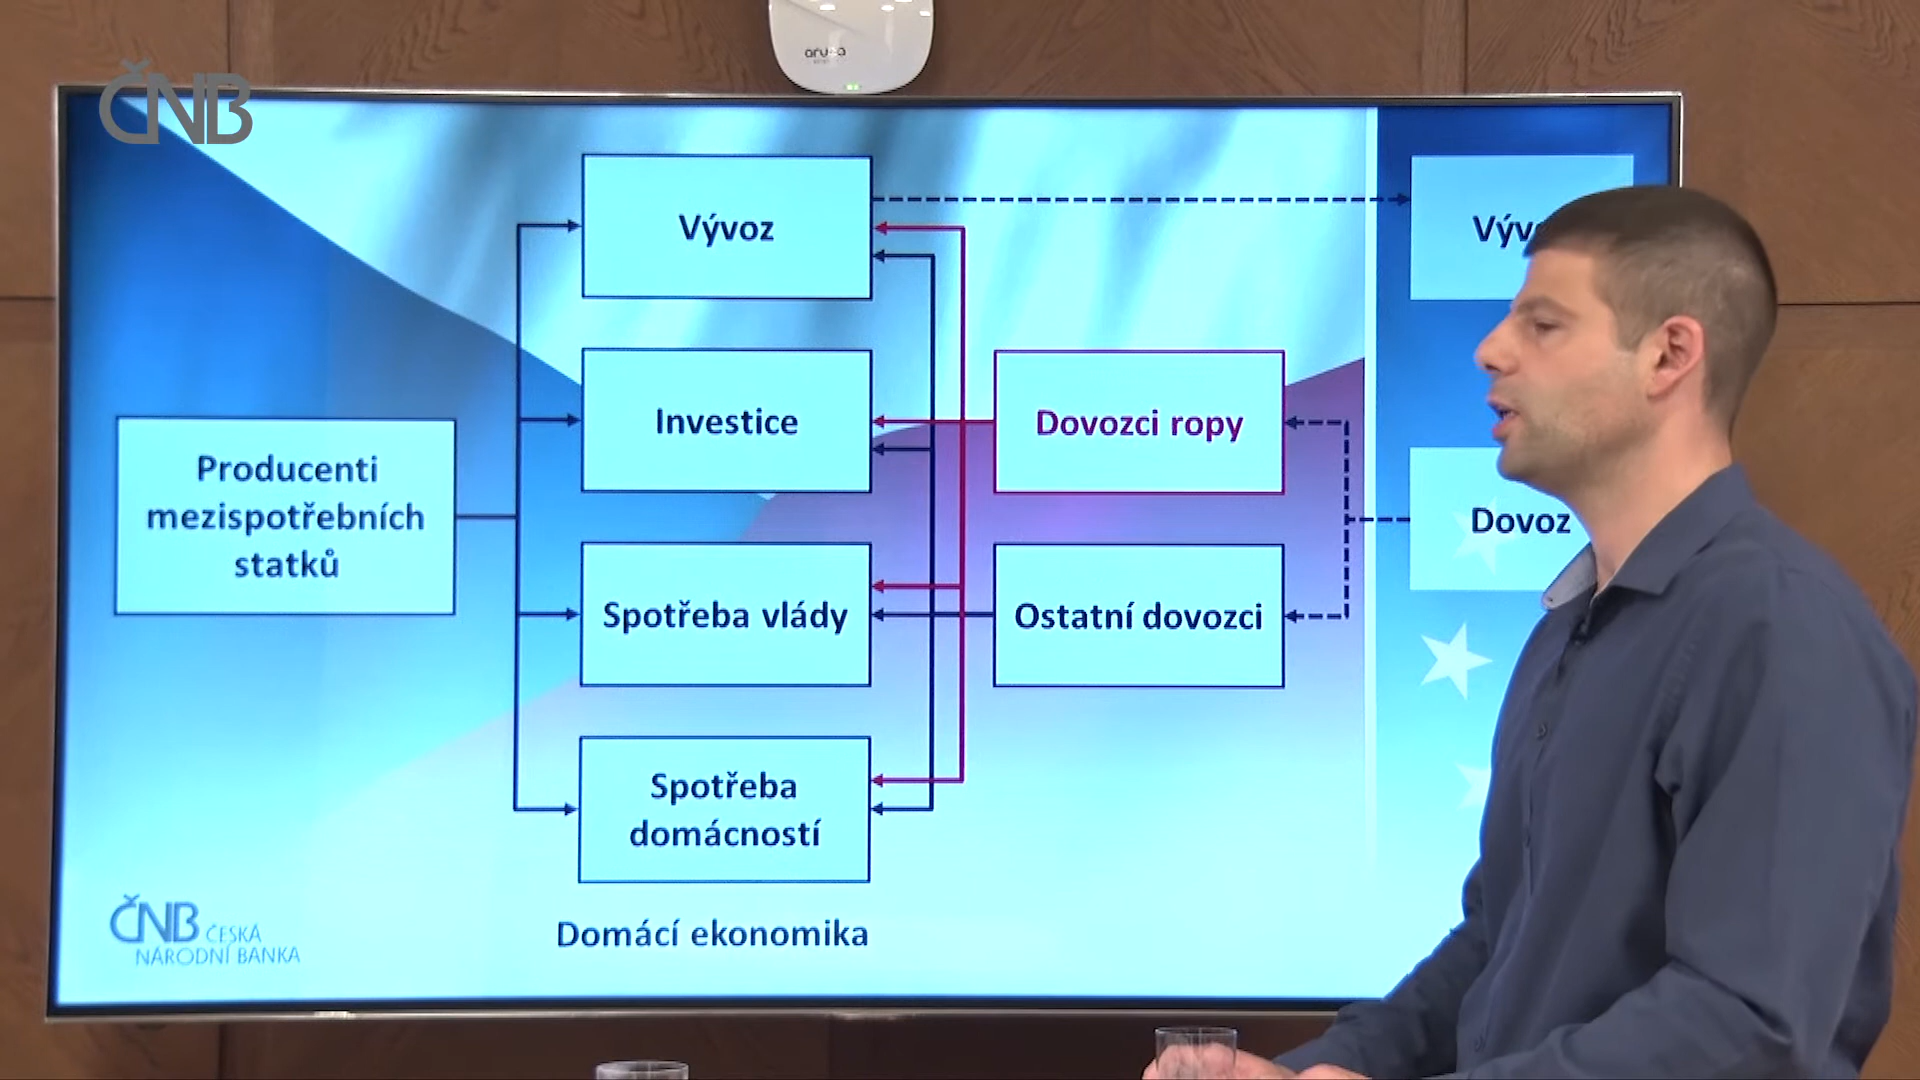 aruba
ČNB
Vývoz
Investice
Dovozci ropy
Dovoz
Producenti
mezispotřebních
statků
Spotřeba vlády
Ostatní dovozci
Spotřeba
domácností
Domácí ekonomika
ČNB ČESKÁ
NÁRODNÍ BANKA